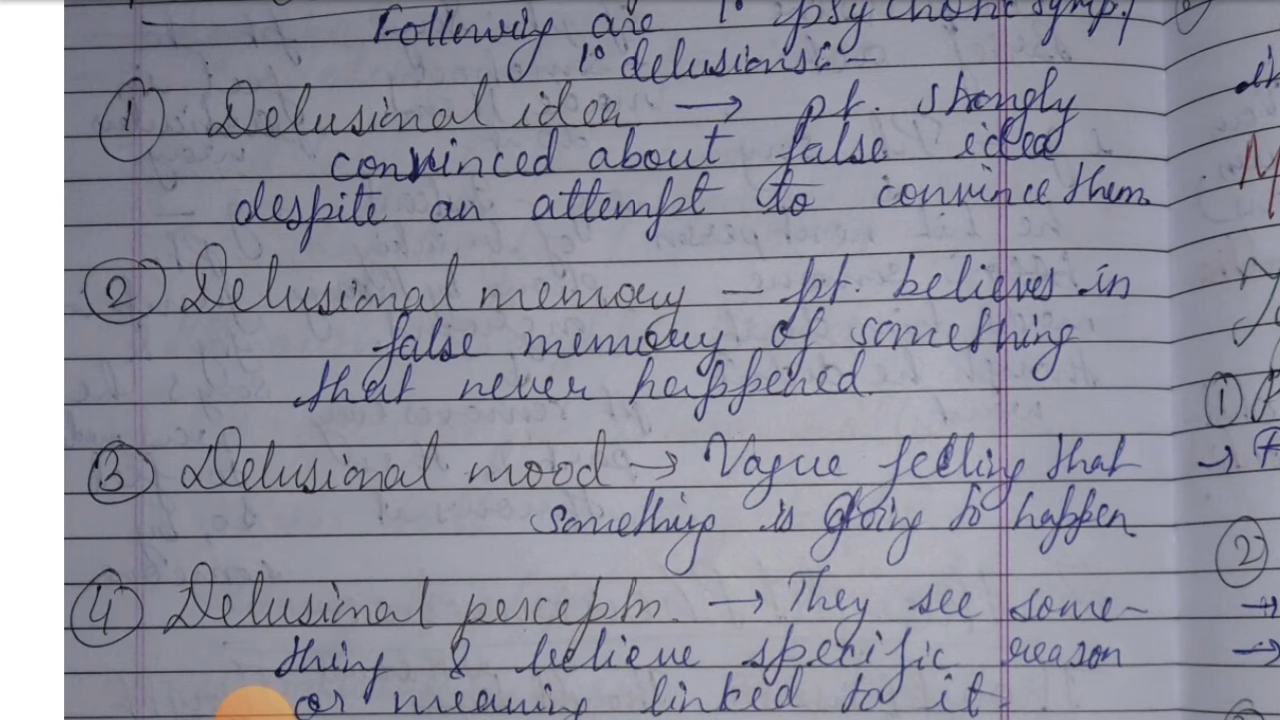 Following are 1° psychotic symp.
1° delusions:-
① Delusional idea → pt. strongly
convinced about false idea
despite an attempt to convince them.
② Delusional memory – pt. believes in
false memory of something
that never happened.
③ Delusional mood → Vague feeling that
something is going to happen
④ Delusional perceptn. → They see some-
thing & believe specific reason
or meaning linked to it
①
②